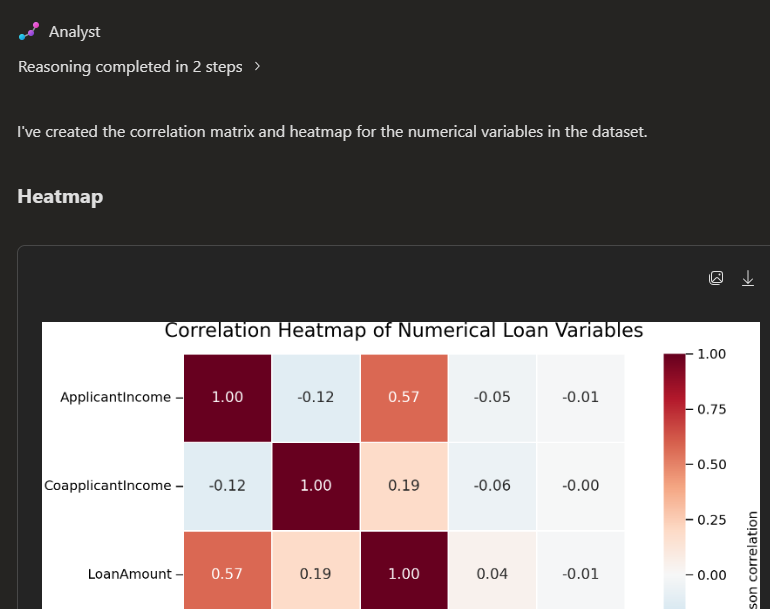 Analyst
Reasoning completed in 2 steps
I've created the correlation matrix and heatmap for the numerical variables in the dataset.
Heatmap
Correlation Heatmap of Numerical Loan Variables
ApplicantIncome 1.00 -0.12 0.57 -0.05 -0.01
CoapplicantIncome -0.12 1.00 0.19 -0.06 -0.00
LoanAmount 0.57 0.19 1.00 0.04 -0.01
1.00
0.75
0.50
0.25
0.00
correlation